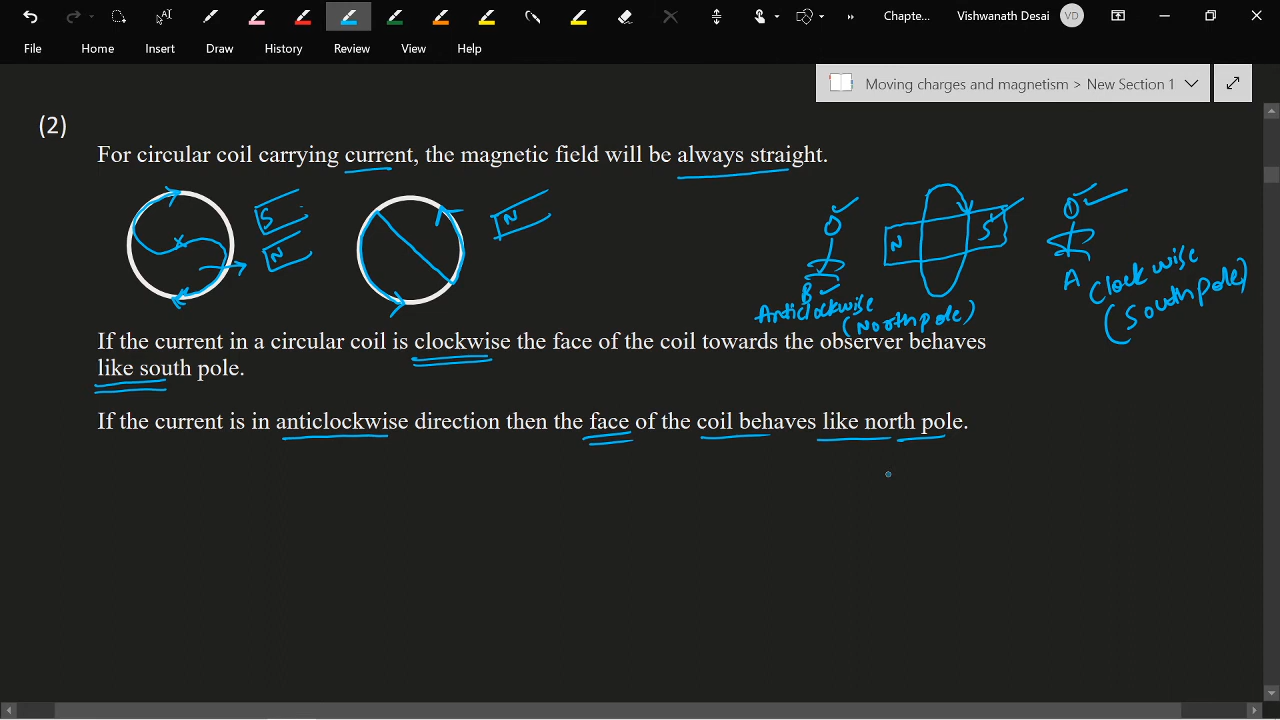 Chapte...
Vishwanath Desai
VD
File
Home
Insert
Draw
History
Review
View
Help
Moving charges and magnetism > New Section 1
(2)
For circular coil carrying current, the magnetic field will be always straight.
S
N
N
B
Anticlockwise
(Noorth pole)
N
S
A
Clockwise
(South pole)
If the current in a circular coil is clockwise the face of the coil towards the observer behaves
like south pole.
If the current is in anticlockwise direction then the face of the coil behaves like north pole.